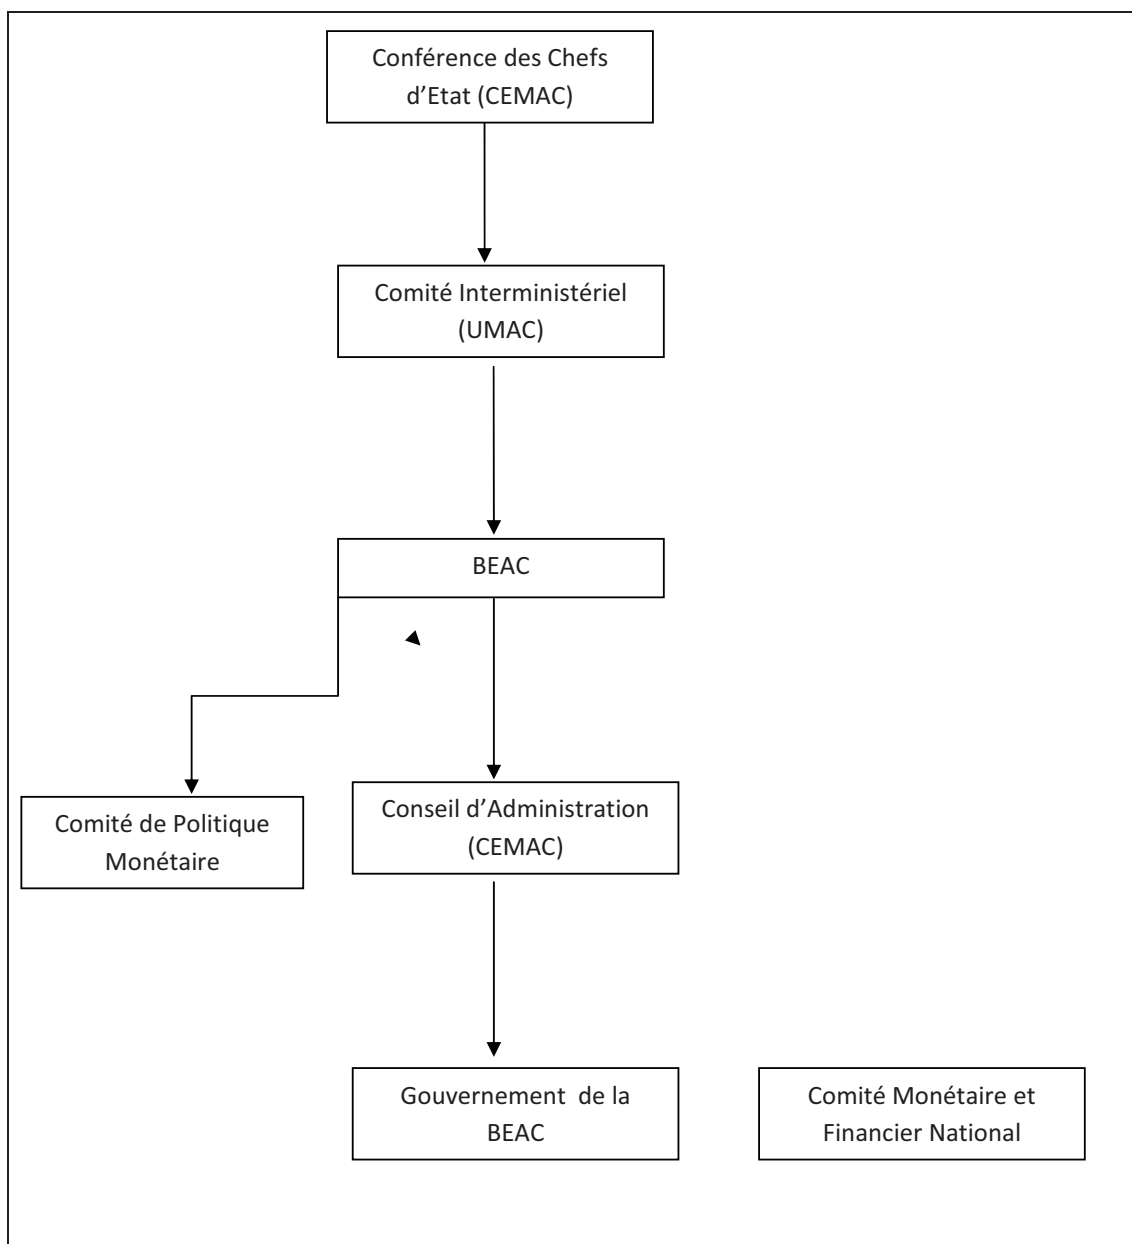 Conférence des Chefs
d’Etat (CEMAC)
Comité Interministériel
(UMAC)
BEAC
Comité de Politique
Monétaire
Conseil d’Administration
(CEMAC)
Gouvernement de la
BEAC
Comité Monétaire et
Financier National